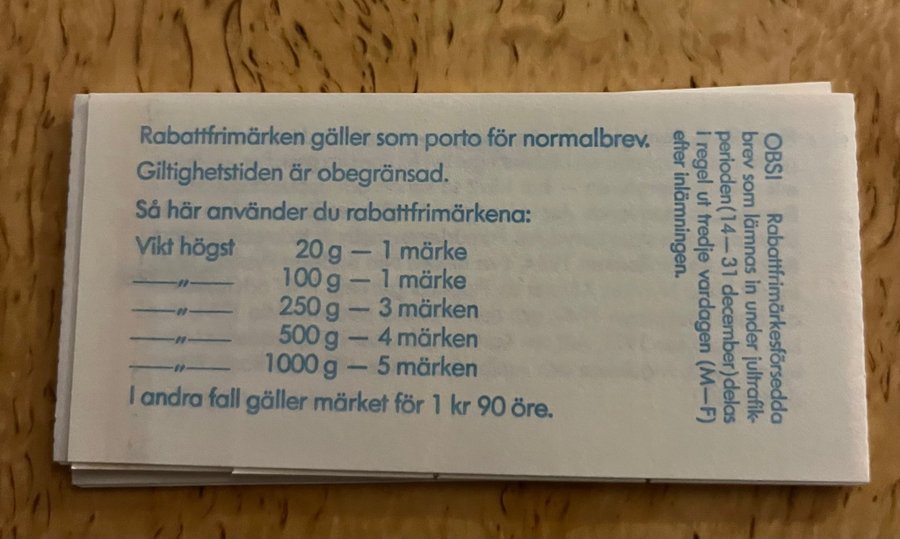 Rabattfrimärken gäller som porto för normalbrev.
Giltighetstiden är obegränsad.
Så här använder du rabattfrimärkena:
Vikt högst 20 g — 1 märke
—〃— 100 g — 1 märke
—〃— 250 g — 3 märken
—〃— 500 g — 4 märken
—〃— 1000 g — 5 märken
I andra fall gäller märket för 1 kr 90 öre.
OBS! Rabattfrimärkesförsedda
brev som lämnas in under jultrafik-
perioden (14—31 december) delas
i regel ut tredje vardagen (M—F)
efter inlämningen.